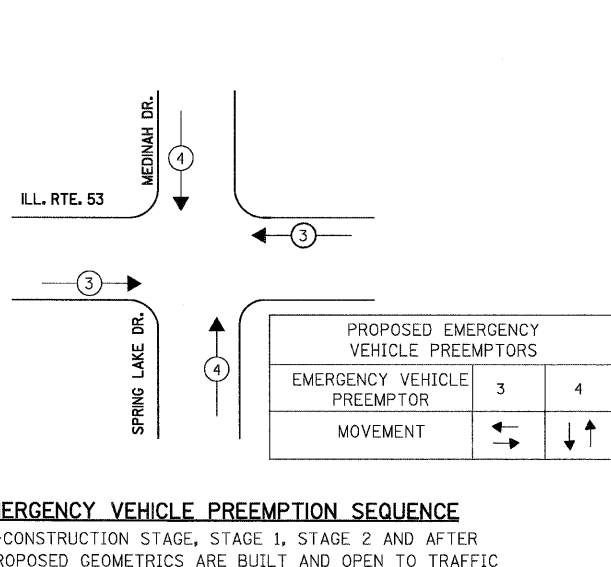 MEDINAH DR.
4
ILL. RTE. 53
3
3
SPRING LAKE DR.
4
PROPOSED EMERGENCY
VEHICLE PREEMPTORS
EMERGENCY VEHICLE
PREEMPTOR
3
4
MOVEMENT
ERGENCY VEHICLE PREEMPTION SEQUENCE
-CONSTRUCTION STAGE, STAGE 1, STAGE 2 AND AFTER
ROPOSED GEOMETRICS ARE BUILT AND OPEN TO TRAFFIC